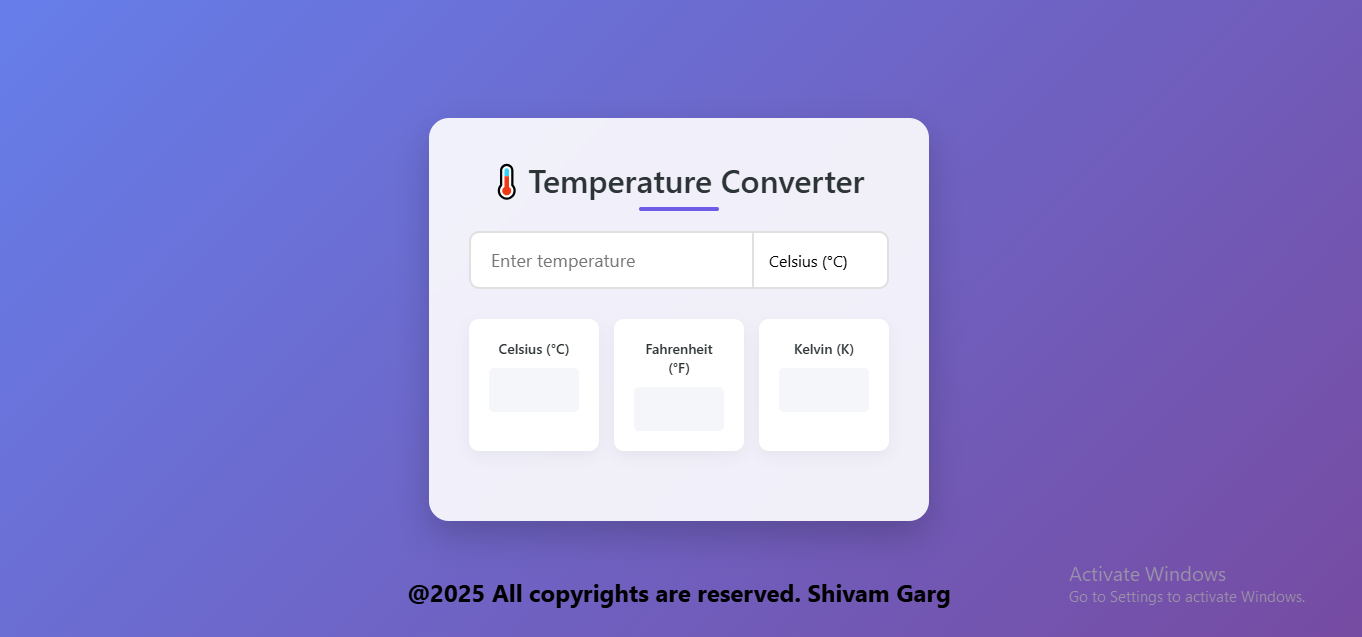 Temperature Converter
Enter temperature
Celsius (°C)
Celsius (°C)
Fahrenheit
(°F)
Kelvin (K)
@2025 All copyrights are reserved. Shivam Garg
Activate Windows
Go to Settings to activate Windows.